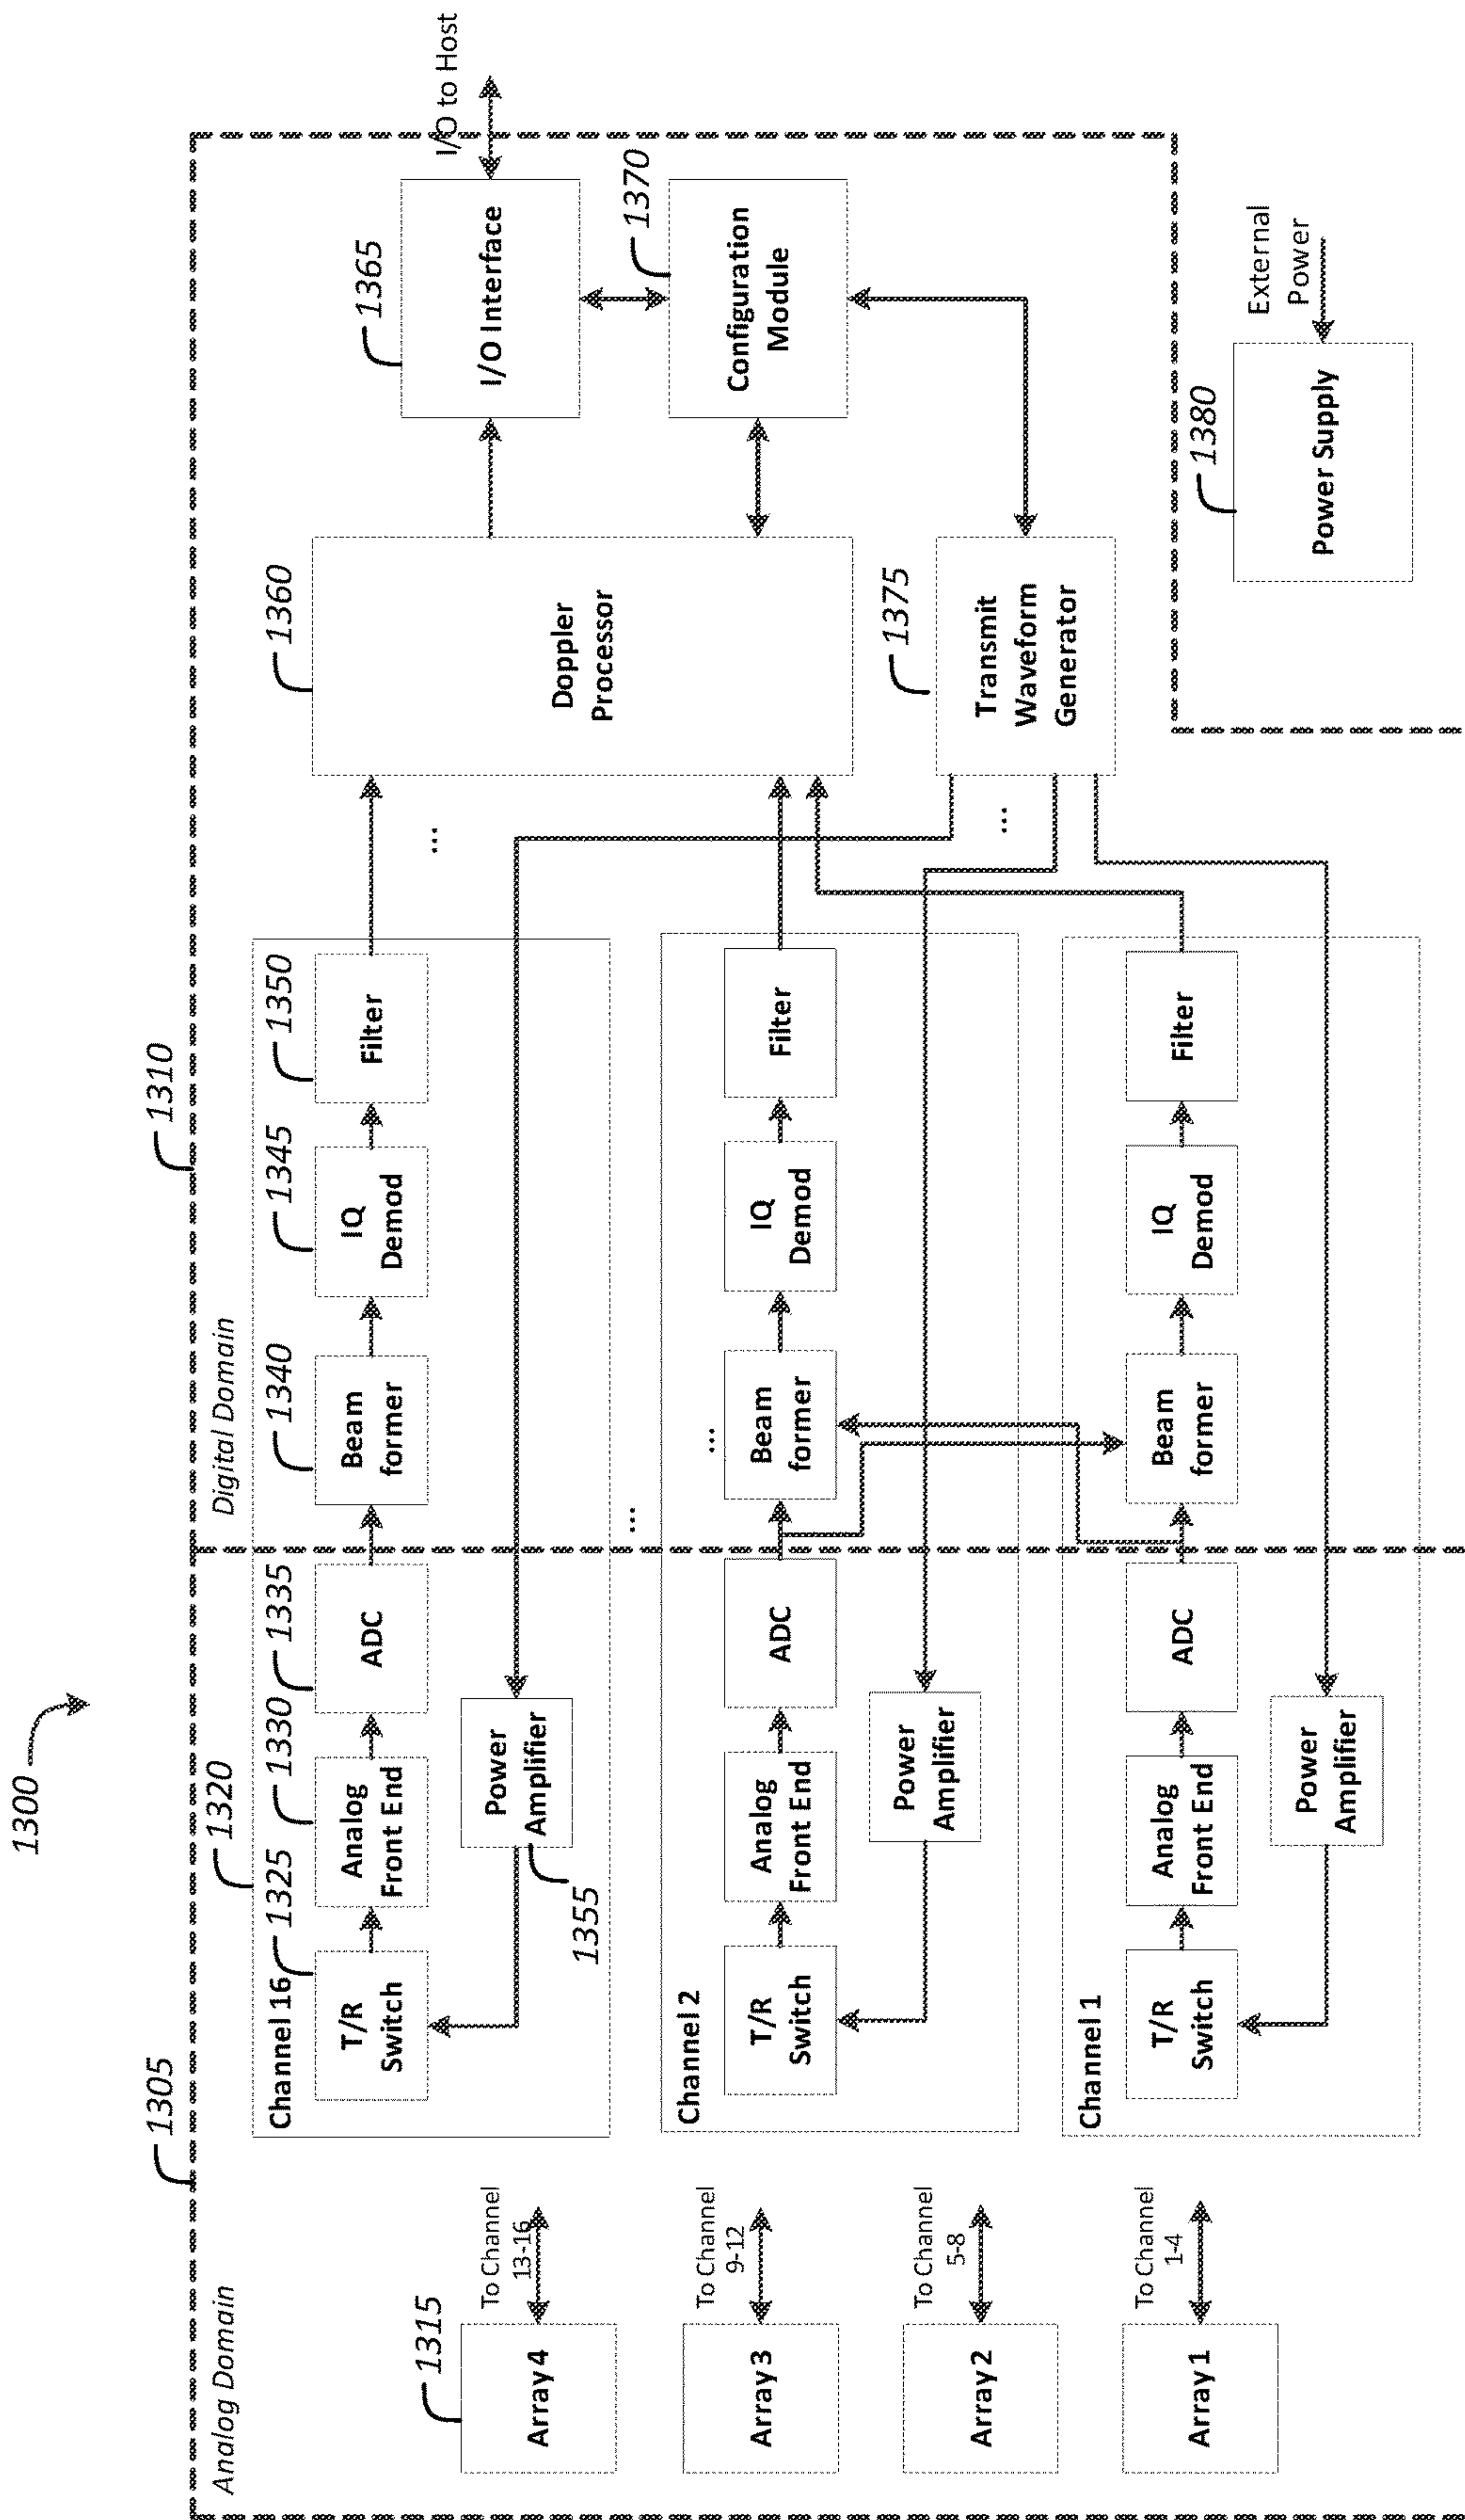 1300
1305
1310
Analog Domain
Digital Domain
1320
Channel 16
1325
1330
1335
1340
1345
1350
T/R
Switch
Analog
Front End
ADC
Beam
former
IQ
Demod
Filter
Power
Amplifier
1355
...
...
1360
Doppler
Processor
1365
I/O Interface
I/O to Host
1370
Configuration
Module
1315
Array 4
To Channel
13-16
Array 3
To Channel
9-12
Array 2
To Channel
5-8
Array 1
To Channel
1-4
Channel 2
T/R
Switch
Analog
Front End
ADC
...
Beam
former
IQ
Demod
Filter
Power
Amplifier
1375
Transmit
Waveform
Generator
...
Channel 1
T/R
Switch
Analog
Front End
ADC
Beam
former
IQ
Demod
Filter
Power
Amplifier
1380
Power Supply
External
Power